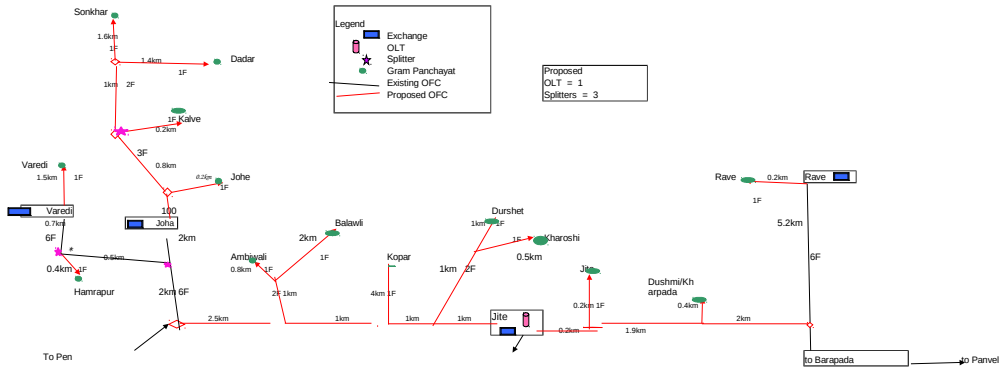 Sonkhar
1.6km
1F
1.4km
1F
Dadar
1km 2F
1F
Kalve
0.2km
3F
0.8km
0.2km
1F
Johe
Varedi
1.5km
1F
Varedi
0.7km
6F
*
0.5km
0.4km
1F
Hamrapur
100
Joha
2km
2km 6F
To Pen
2.5km
Ambiwali
0.8km
1F
2km
Balawli
1F
2F 1km
1km
Kopar
4km 1F
1km
1km
Durshet
1km 1F
1F
Kharoshi
0.5km
1km 2F
Jite
0.2km
Jite
0.2km 1F
1.9km
Dushmi/Kh
arpada
0.4km
2km
Rave
0.2km
1F
Rave
5.2km
6F
to Barapada
to Panvel
Legend
Exchange
OLT
Splitter
Gram Panchayat
Existing OFC
Proposed OFC
Proposed
OLT = 1
Splitters = 3